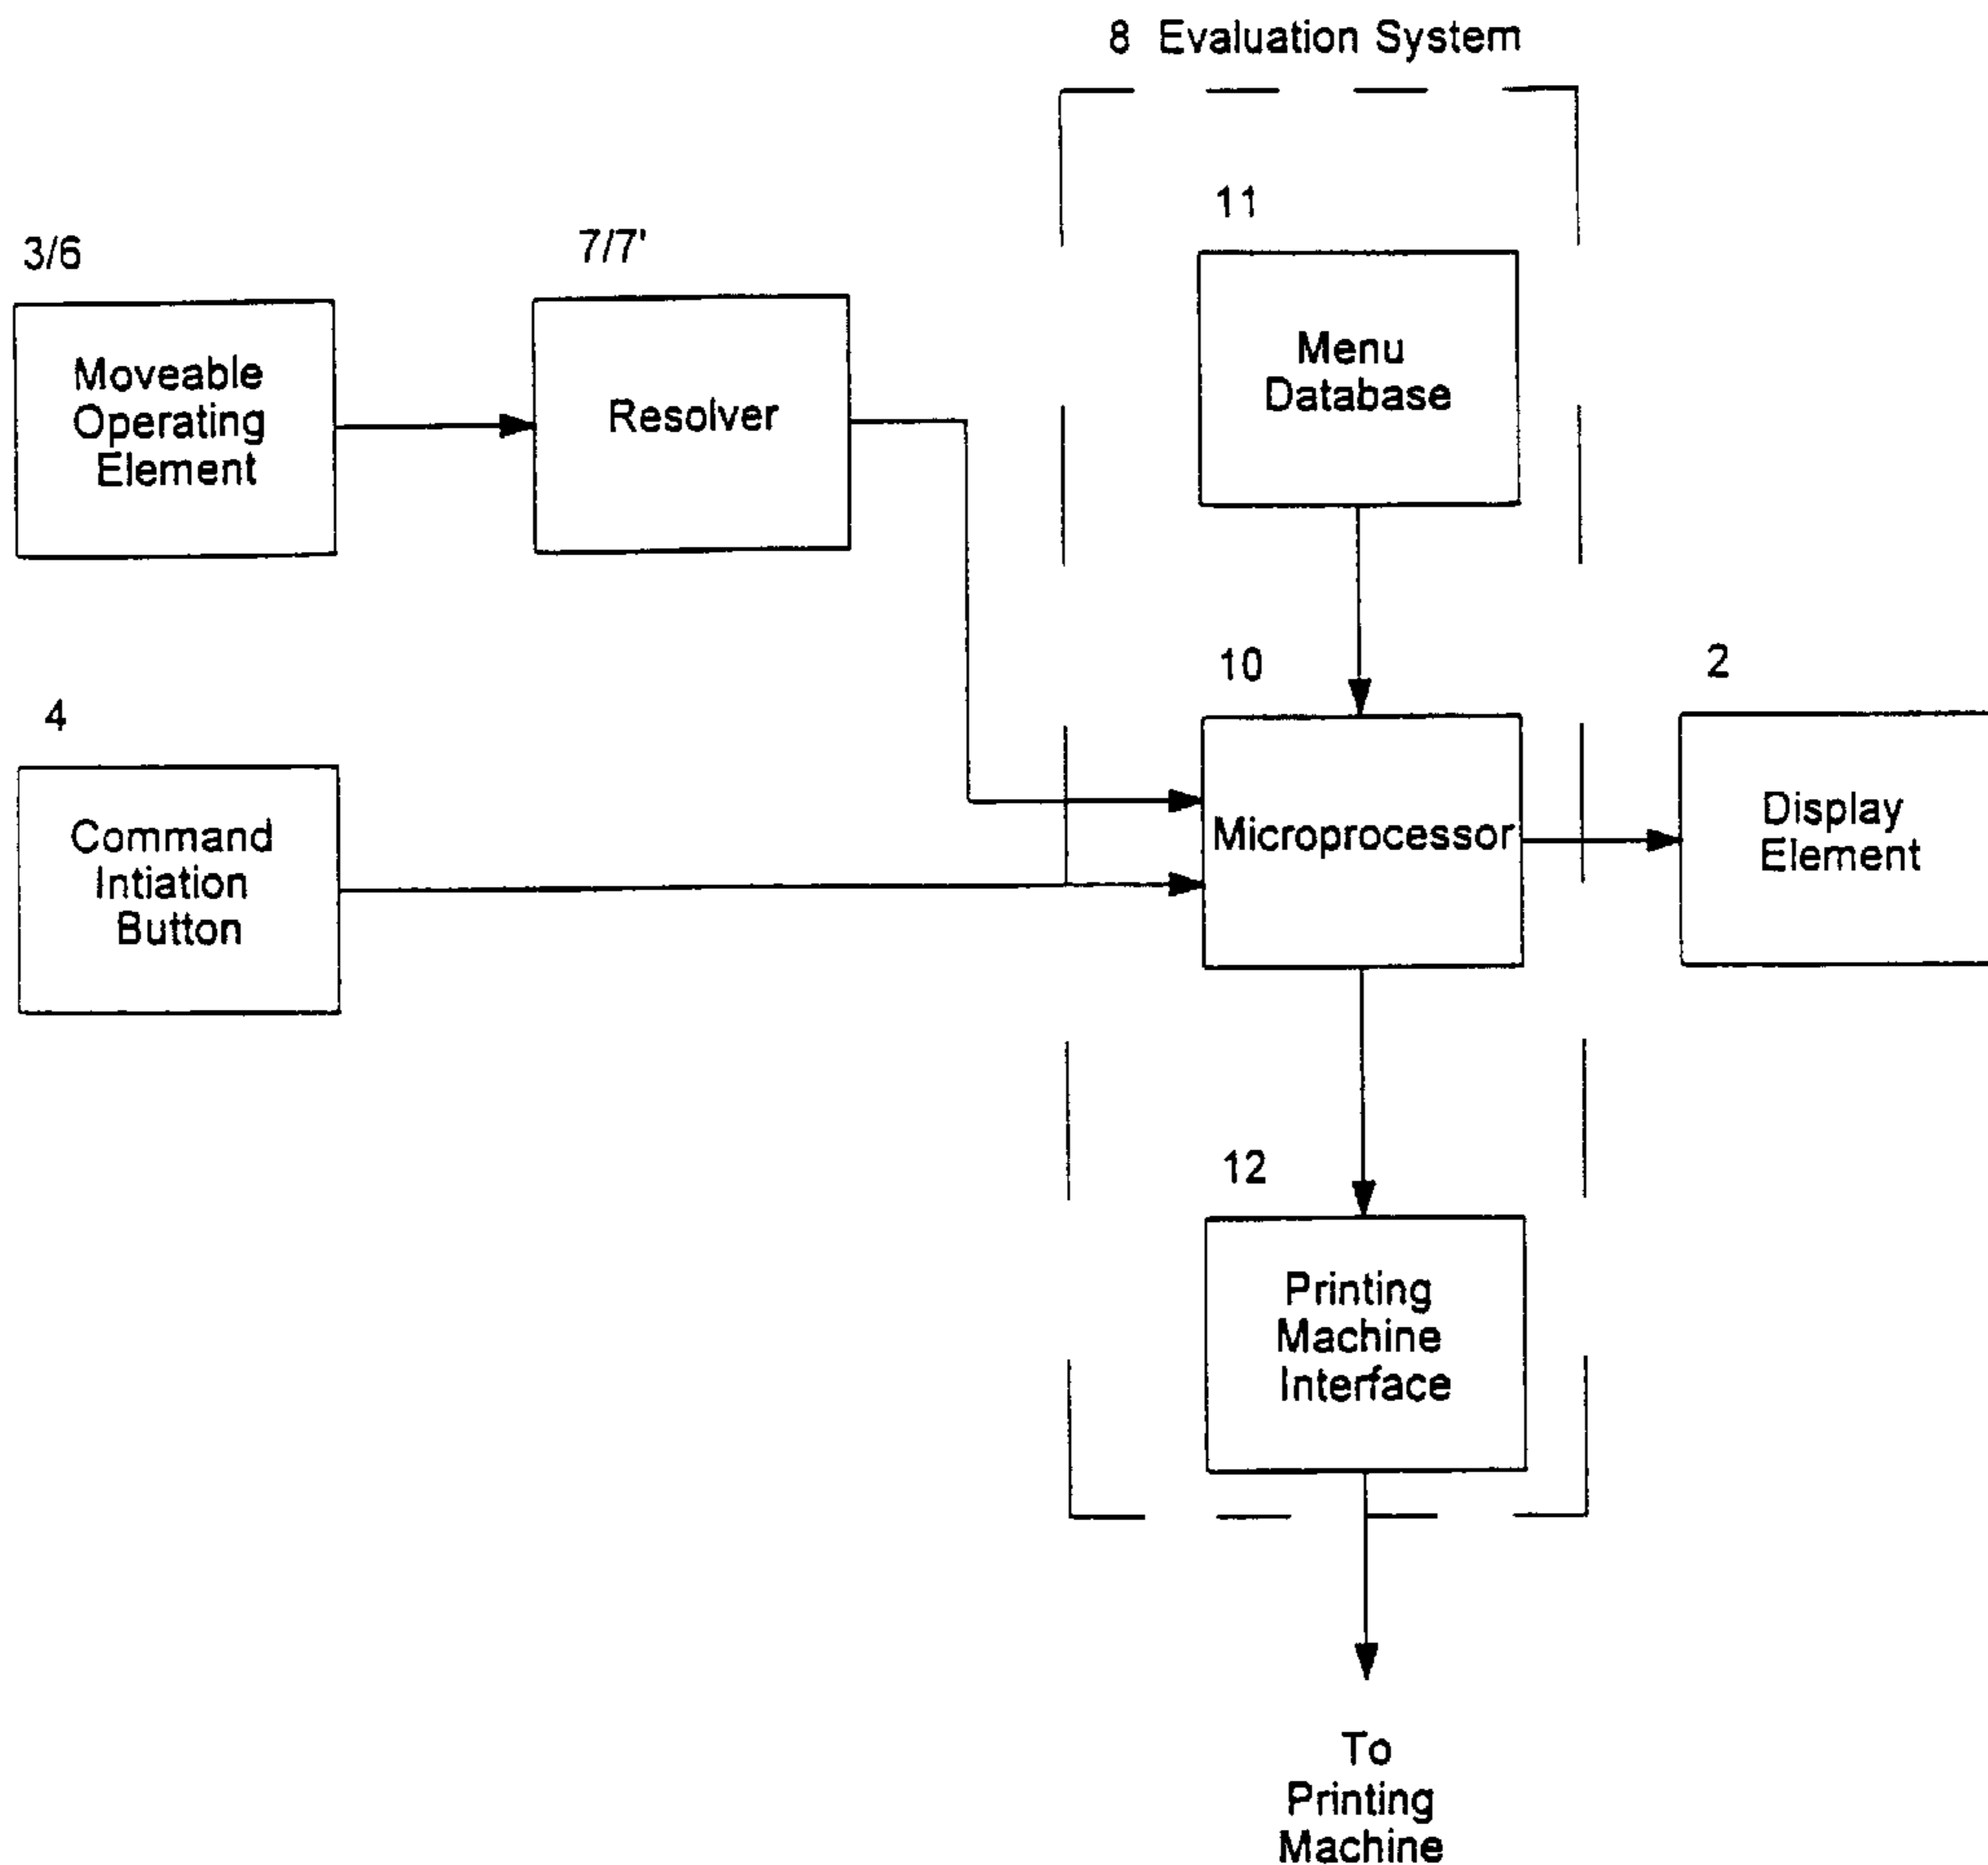 8 Evaluation System
11
3/6
7/7'
Menu
Database
Moveable
Operating
Element
Resolver
10
2
4
Command
Intiation
Button
Microprocessor
Display
Element
12
Printing
Machine
Interface
To
Printing
Machine